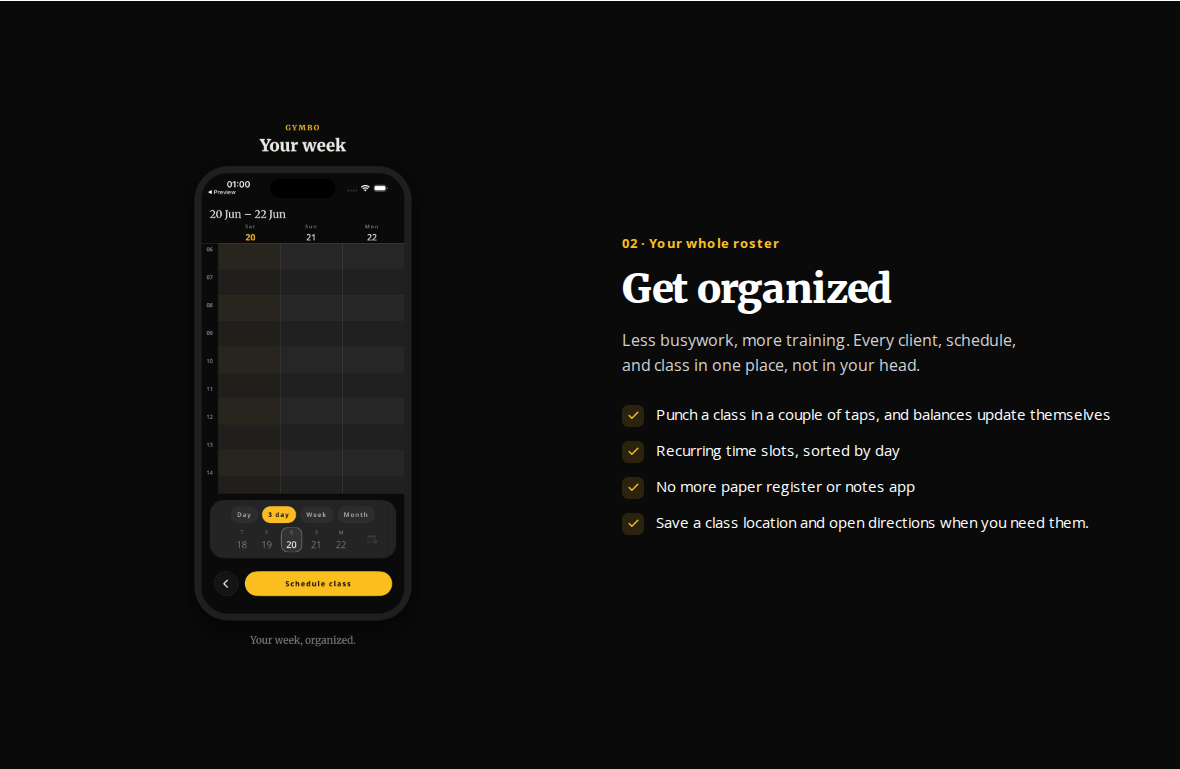 GYMBO
Your week
01:00
◀ Preview
20 Jun – 22 Jun
Sat Sun Mon
20 21 22
06
07
08
09
10
11
12
13
14
Day 3 day Week Month
T F S S M
18 19 20 21 22
Schedule class
Your week, organized.
02 · Your whole roster
Get organized
Less busywork, more training. Every client, schedule,
and class in one place, not in your head.
Punch a class in a couple of taps, and balances update themselves
Recurring time slots, sorted by day
No more paper register or notes app
Save a class location and open directions when you need them.